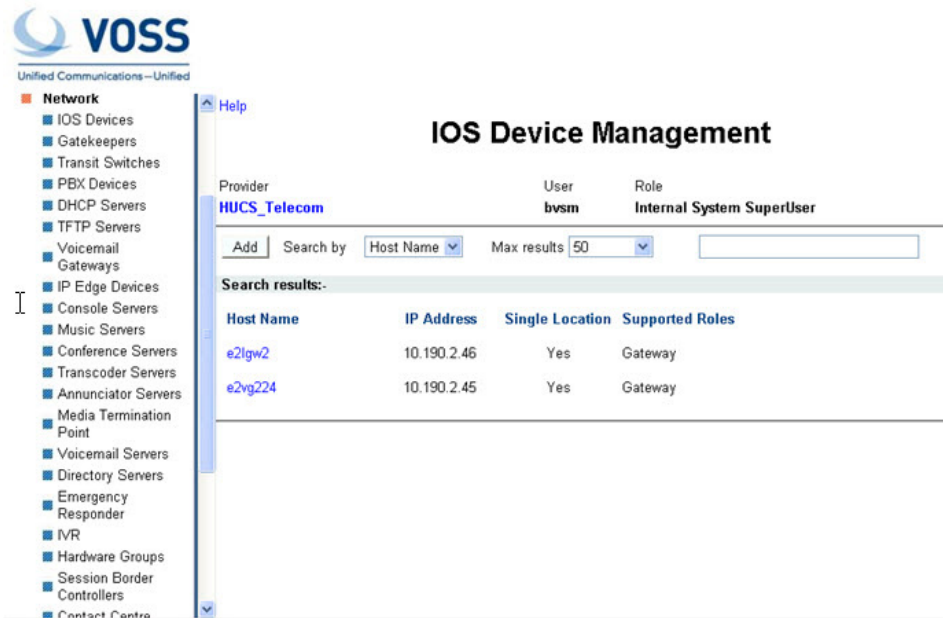 VOSS
Unified Communications—Unified
Network
IOS Devices
Gatekeepers
Transit Switches
PBX Devices
DHCP Servers
TFTP Servers
Voicemail
Gateways
IP Edge Devices
Console Servers
Music Servers
Conference Servers
Transcoder Servers
Annunciator Servers
Media Termination
Point
Voicemail Servers
Directory Servers
Emergency
Responder
IVR
Hardware Groups
Session Border
Controllers
Contact Centre
Help
IOS Device Management
Provider User Role
HUCS_Telecom bvsm Internal System SuperUser
Add Search by Host Name Max results 50
Search results:-
Host Name IP Address Single Location Supported Roles
e2lgw2 10.190.2.46 Yes Gateway
e2vg224 10.190.2.45 Yes Gateway